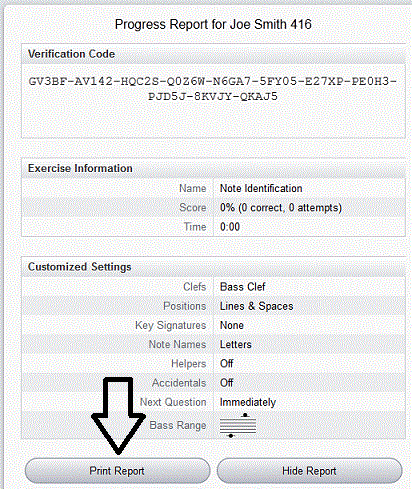 Progress Report for Joe Smith 416
Verification Code
GV3BF-AV142-HQC2S-Q0Z6W-N6GA7-5FY05-E27XP-PE0H3-
PJD5J-8KVJY-QKAJ5
Exercise Information
Name Note Identification
Score 0% (0 correct, 0 attempts)
Time 0:00
Customized Settings
Clefs Bass Clef
Positions Lines & Spaces
Key Signatures None
Note Names Letters
Helpers Off
Accidentals Off
Next Question Immediately
Bass Range
Print Report Hide Report